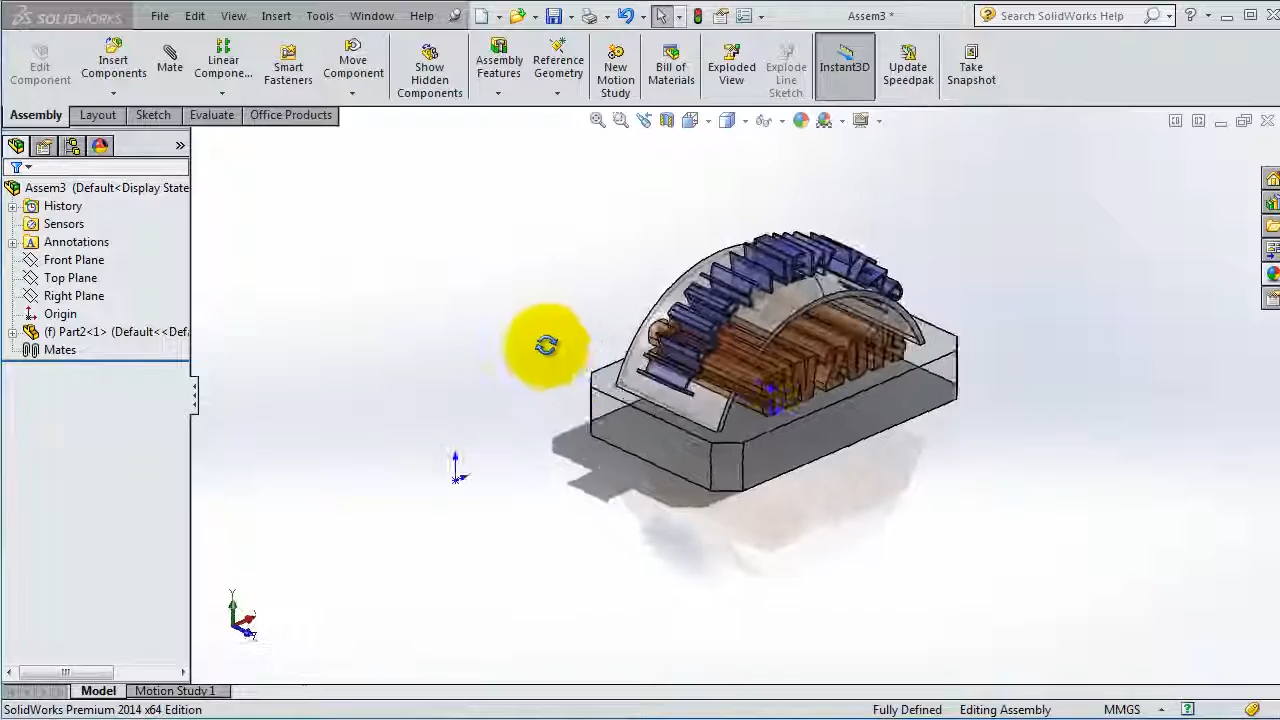 SOLIDWORKS File Edit View Insert Tools Window Help Assem3 * Search SolidWorks Help
Edit Component
Insert Components
Mate
Linear Compone...
Smart Fasteners
Move Component
Show Hidden Components
Assembly Features
Reference Geometry
New Motion Study
Bill of Materials
Exploded View
Explode Line Sketch
Instant3D
Update Speedpak
Take Snapshot
Assembly Layout Sketch Evaluate Office Products
Assem3 (Default<Display State
History
Sensors
Annotations
Front Plane
Top Plane
Right Plane
Origin
(f) Part2<1> (Default<<Def
Mates
Y
Model Motion Study 1
SolidWorks Premium 2014 x64 Edition Fully Defined Editing Assembly MMGS